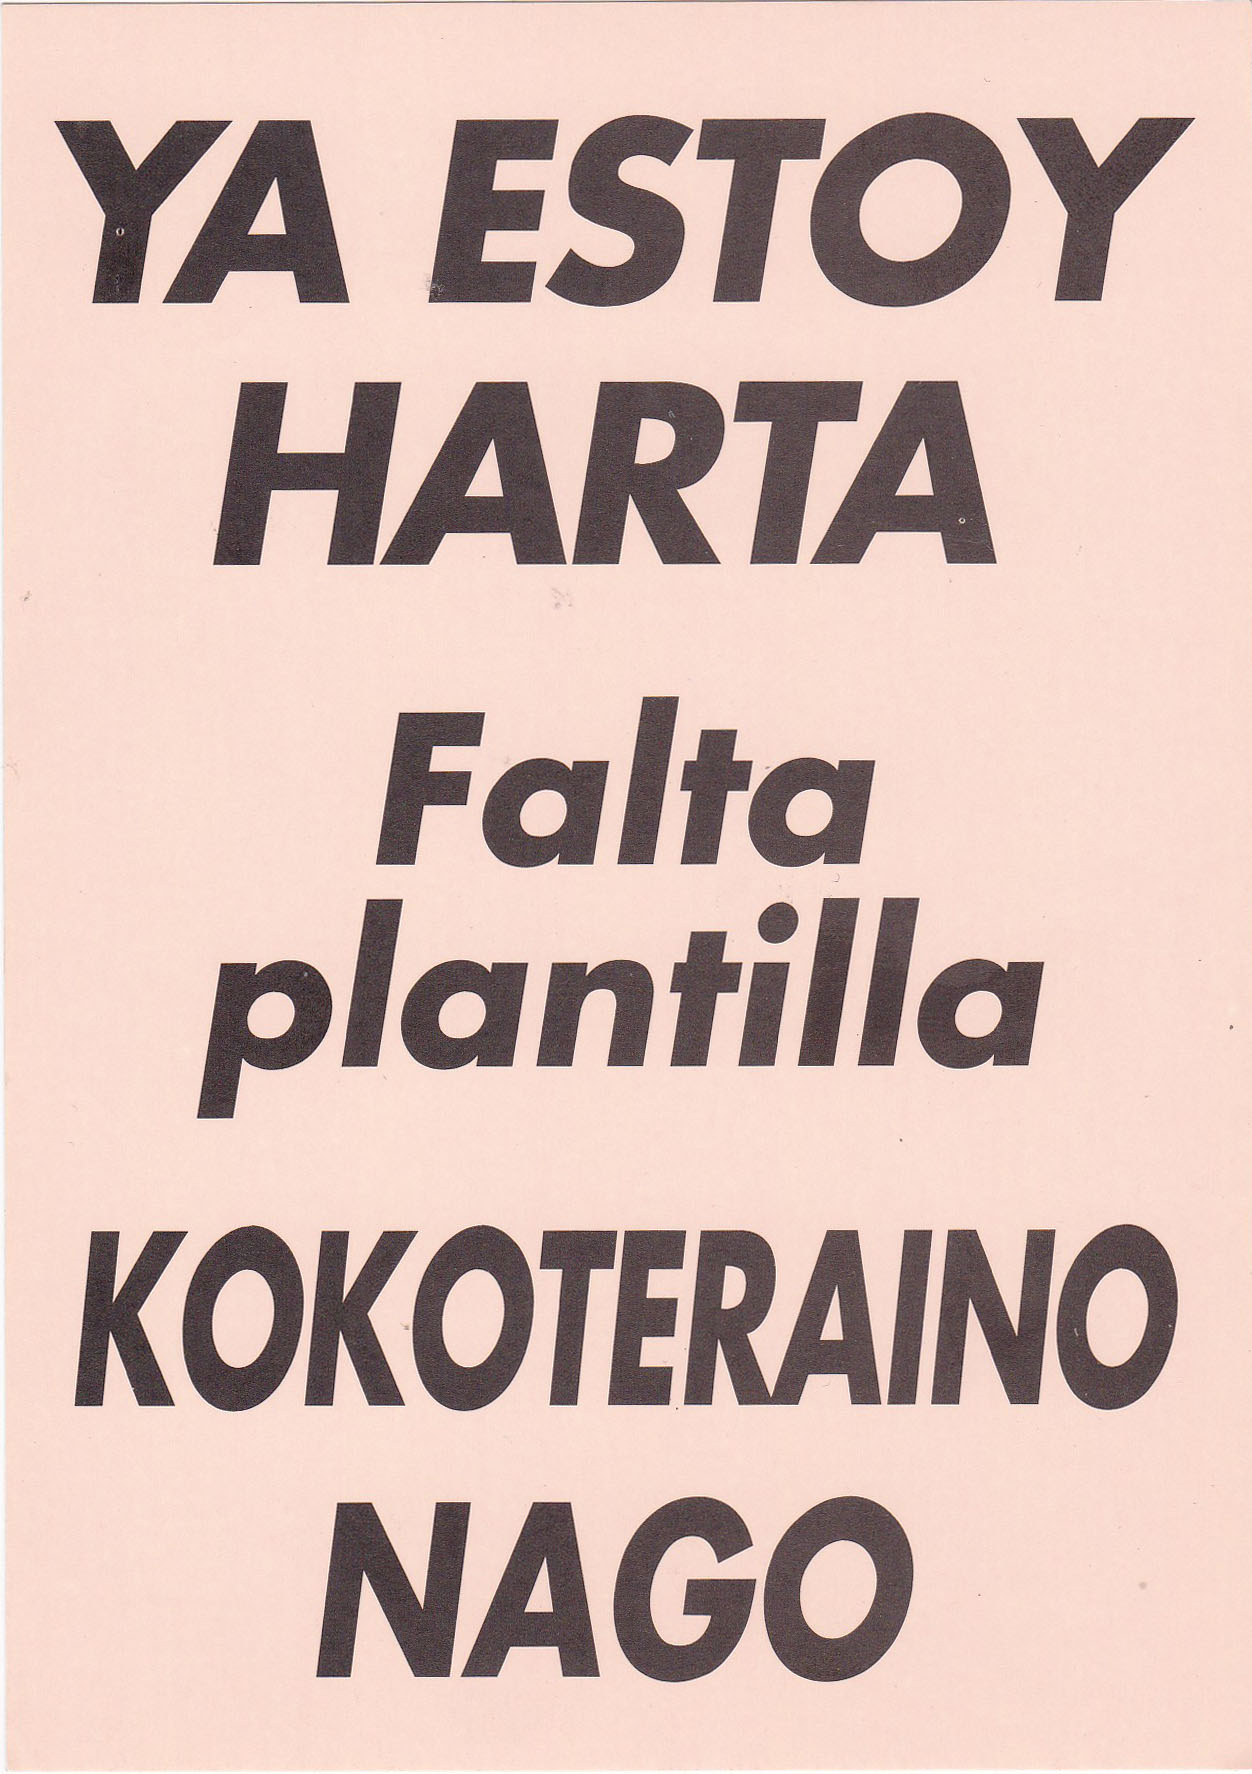 YA ESTOY
HARTA
Falta
plantilla
KOKOTERAINO
NAGO